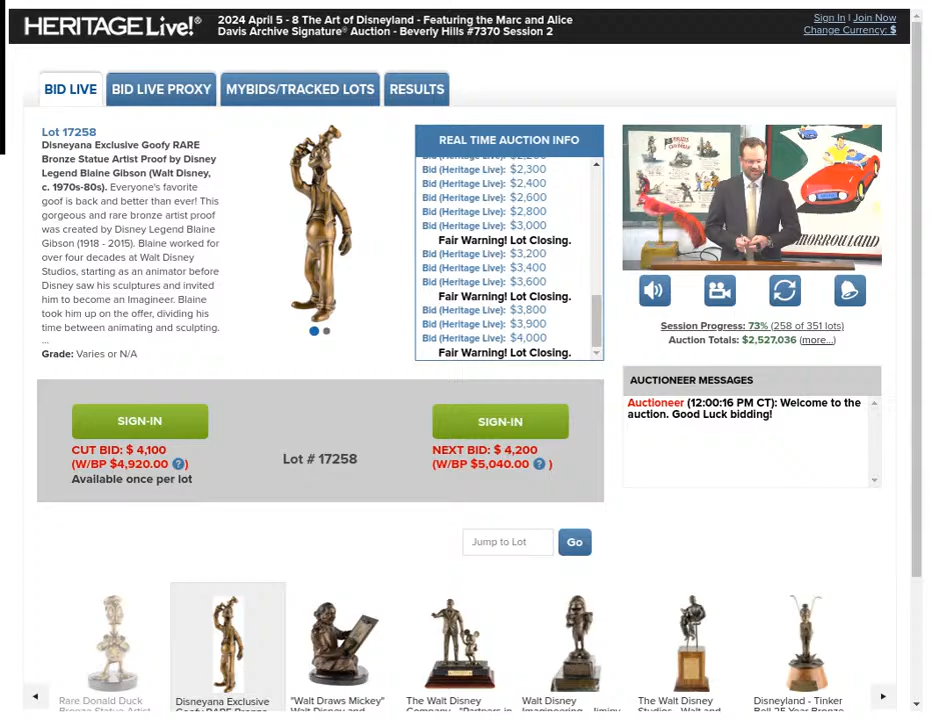 HERITAGE Live!®
2024 April 5 - 8 The Art of Disneyland - Featuring the Marc and Alice
Davis Archive Signature® Auction - Beverly Hills #7370 Session 2
Sign In | Join Now
Change Currency: $
BID LIVE
BID LIVE PROXY
MYBIDS/TRACKED LOTS
RESULTS
Lot 17258
Disneyana Exclusive Goofy RARE
Bronze Statue Artist Proof by Disney
Legend Blaine Gibson (Walt Disney,
c. 1970s-80s). Everyone's favorite
goof is back and better than ever! This
gorgeous and rare bronze artist proof
was created by Disney Legend Blaine
Gibson (1918 - 2015). Blaine worked for
over four decades at Walt Disney
Studios, starting as an animator before
Disney saw his sculptures and invited
him to become an Imagineer. Blaine
took him up on the offer, dividing his
time between animating and sculpting.
...
Grade: Varies or N/A
REAL TIME AUCTION INFO
Bid (Heritage Live): $2,200
Bid (Heritage Live): $2,300
Bid (Heritage Live): $2,400
Bid (Heritage Live): $2,600
Bid (Heritage Live): $2,800
Bid (Heritage Live): $3,000
Fair Warning! Lot Closing.
Bid (Heritage Live): $3,200
Bid (Heritage Live): $3,400
Bid (Heritage Live): $3,600
Fair Warning! Lot Closing.
Bid (Heritage Live): $3,800
Bid (Heritage Live): $3,900
Bid (Heritage Live): $4,000
Fair Warning! Lot Closing.
MORROWLAND
Session Progress: 73% (258 of 351 lots)
Auction Totals: $2,527,036 (more...)
AUCTIONEER MESSAGES
Auctioneer (12:00:16 PM CT): Welcome to the
auction. Good Luck bidding!
SIGN-IN
CUT BID: $ 4,100
(W/BP $4,920.00 ?)
Available once per lot
Lot # 17258
SIGN-IN
NEXT BID: $ 4,200
(W/BP $5,040.00 ? )
Jump to Lot
Go
Rare Donald Duck
Bronze Statue Artist
Disneyana Exclusive
Goofy RARE Bronze
"Walt Draws Mickey"
Walt Disney and
The Walt Disney
Company - "Partners in
Walt Disney
Imagineering - Jiminy
The Walt Disney
Studios - Walt and
Disneyland - Tinker
Bell 25 Year Bronze